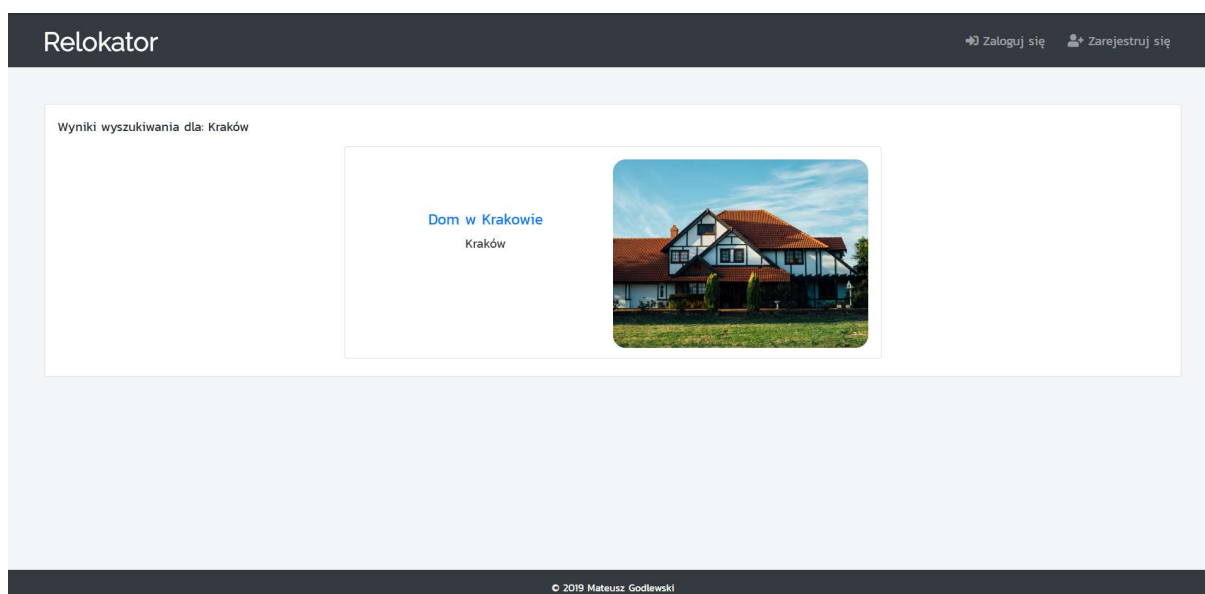 Relokator
Zaloguj się
Zarejestruj się
Wyniki wyszukiwania dla: Kraków
Dom w Krakowie
Kraków
© 2019 Mateusz Godlewski